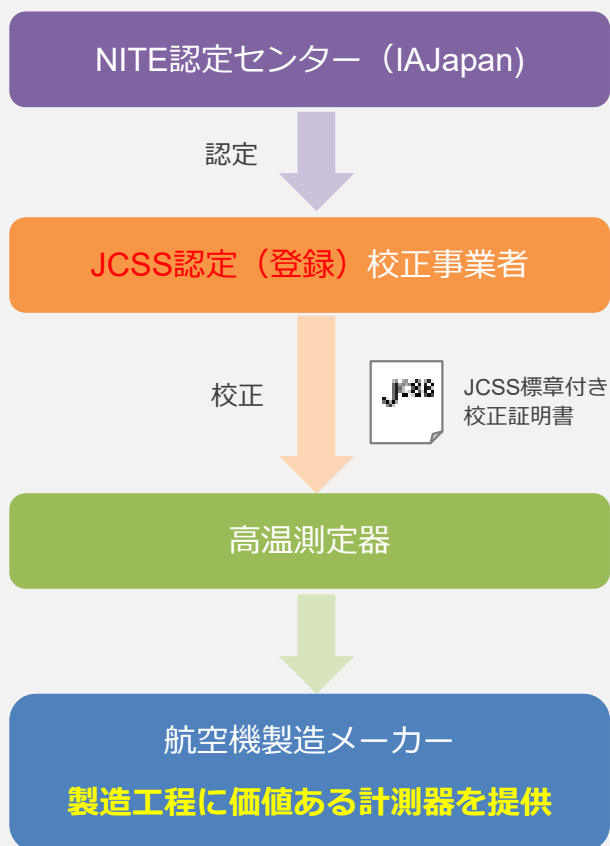 NITE認定センター（IAJapan)
認定
JCSS認定（登録）校正事業者
校正
JCSS
JCSS標章付き
校正証明書
高温測定器
航空機製造メーカー
製造工程に価値ある計測器を提供